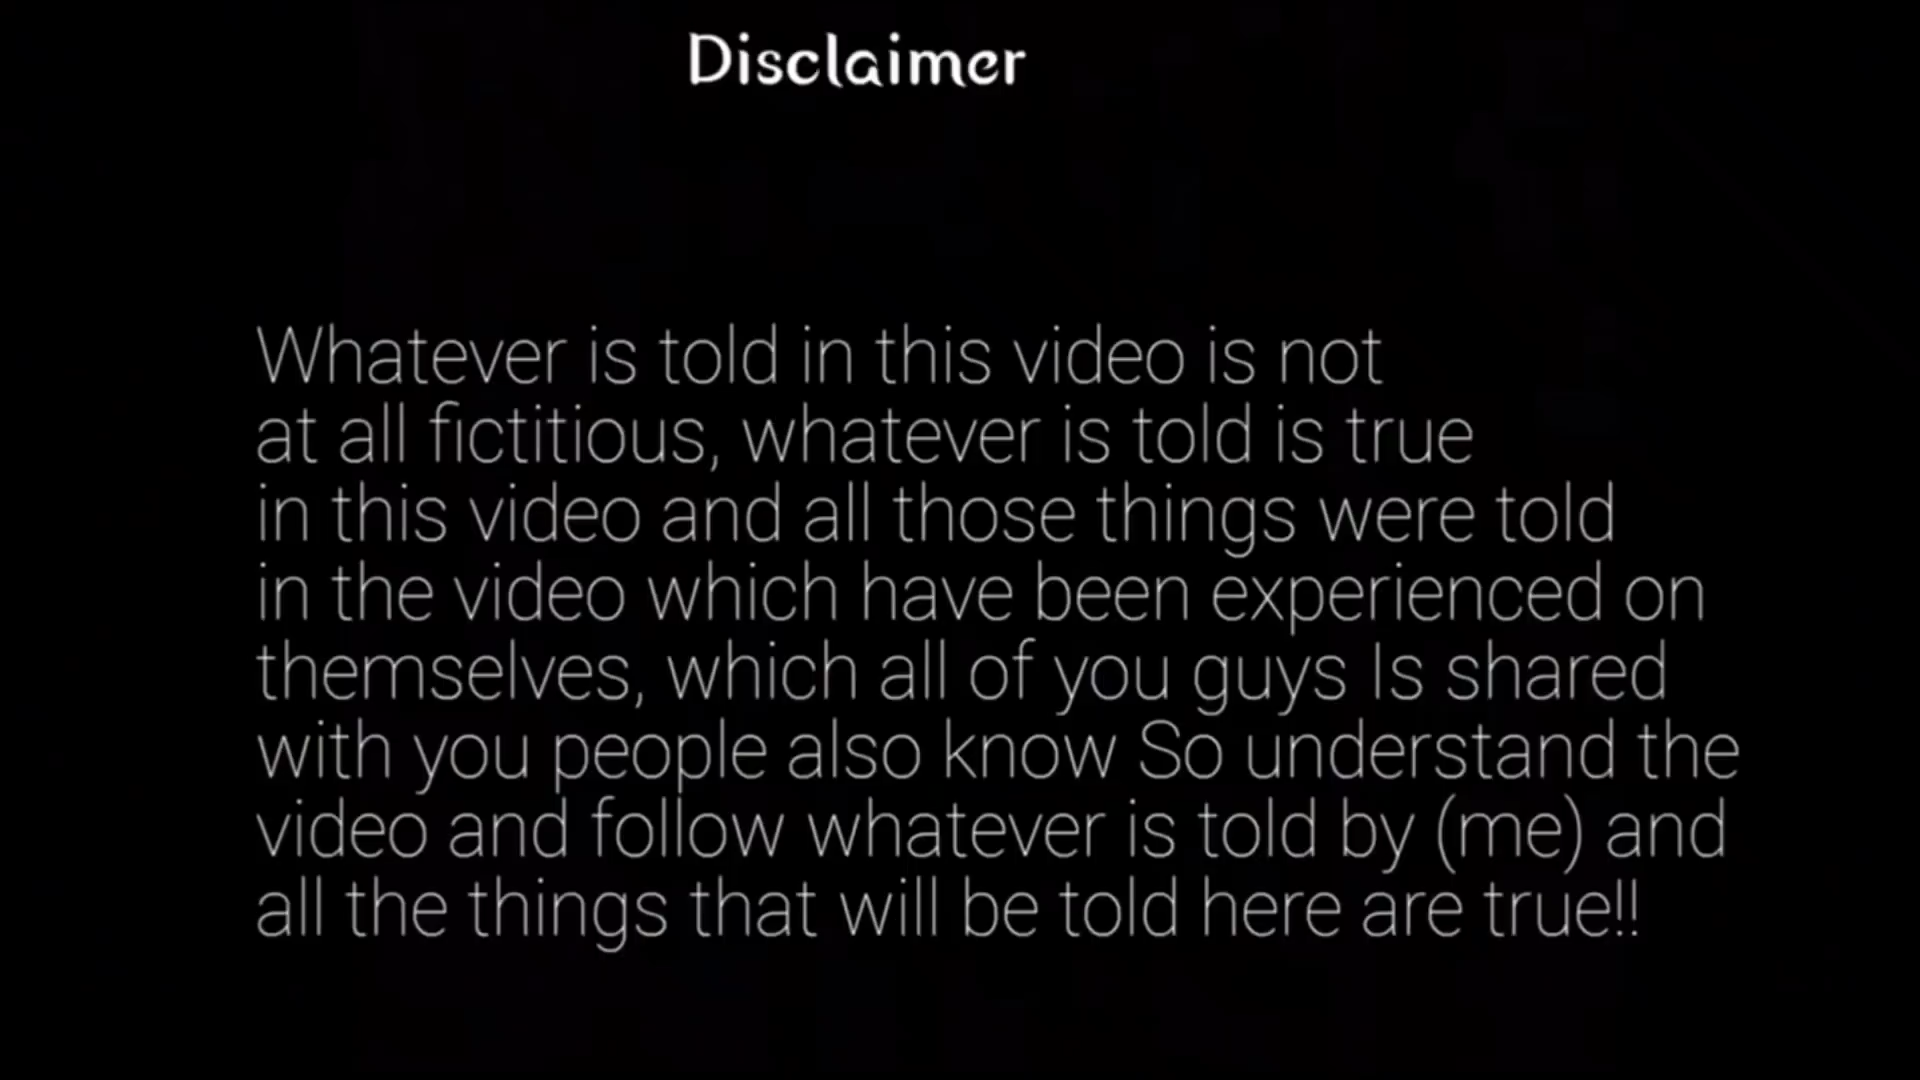 Disclaimer
Whatever is told in this video is not
at all fictitious, whatever is told is true
in this video and all those things were told
in the video which have been experienced on
themselves, which all of you guys Is shared
with you people also know So understand the
video and follow whatever is told by (me) and
all the things that will be told here are true!!